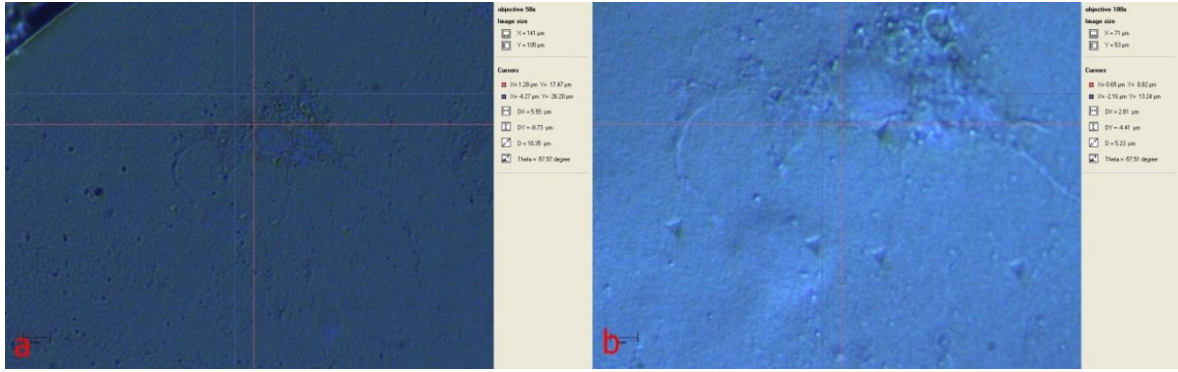 objective 50x
Image size
X = 141 µm
Y = 105 µm
Cursors
X= 1.28 µm Y= 17.47 µm
X= -4.27 µm Y= 26.20 µm
DX = 5.55 µm
DY = -8.73 µm
D = 10.35 µm
Theta = -57.57 degree
a
objective 100x
Image size
X = 71 µm
Y = 53 µm
Cursors
X= 0.65 µm Y= 8.82 µm
X= -2.16 µm Y= 13.24 µm
DX = 2.81 µm
DY = -4.41 µm
D = 5.23 µm
Theta = -57.51 degree
b